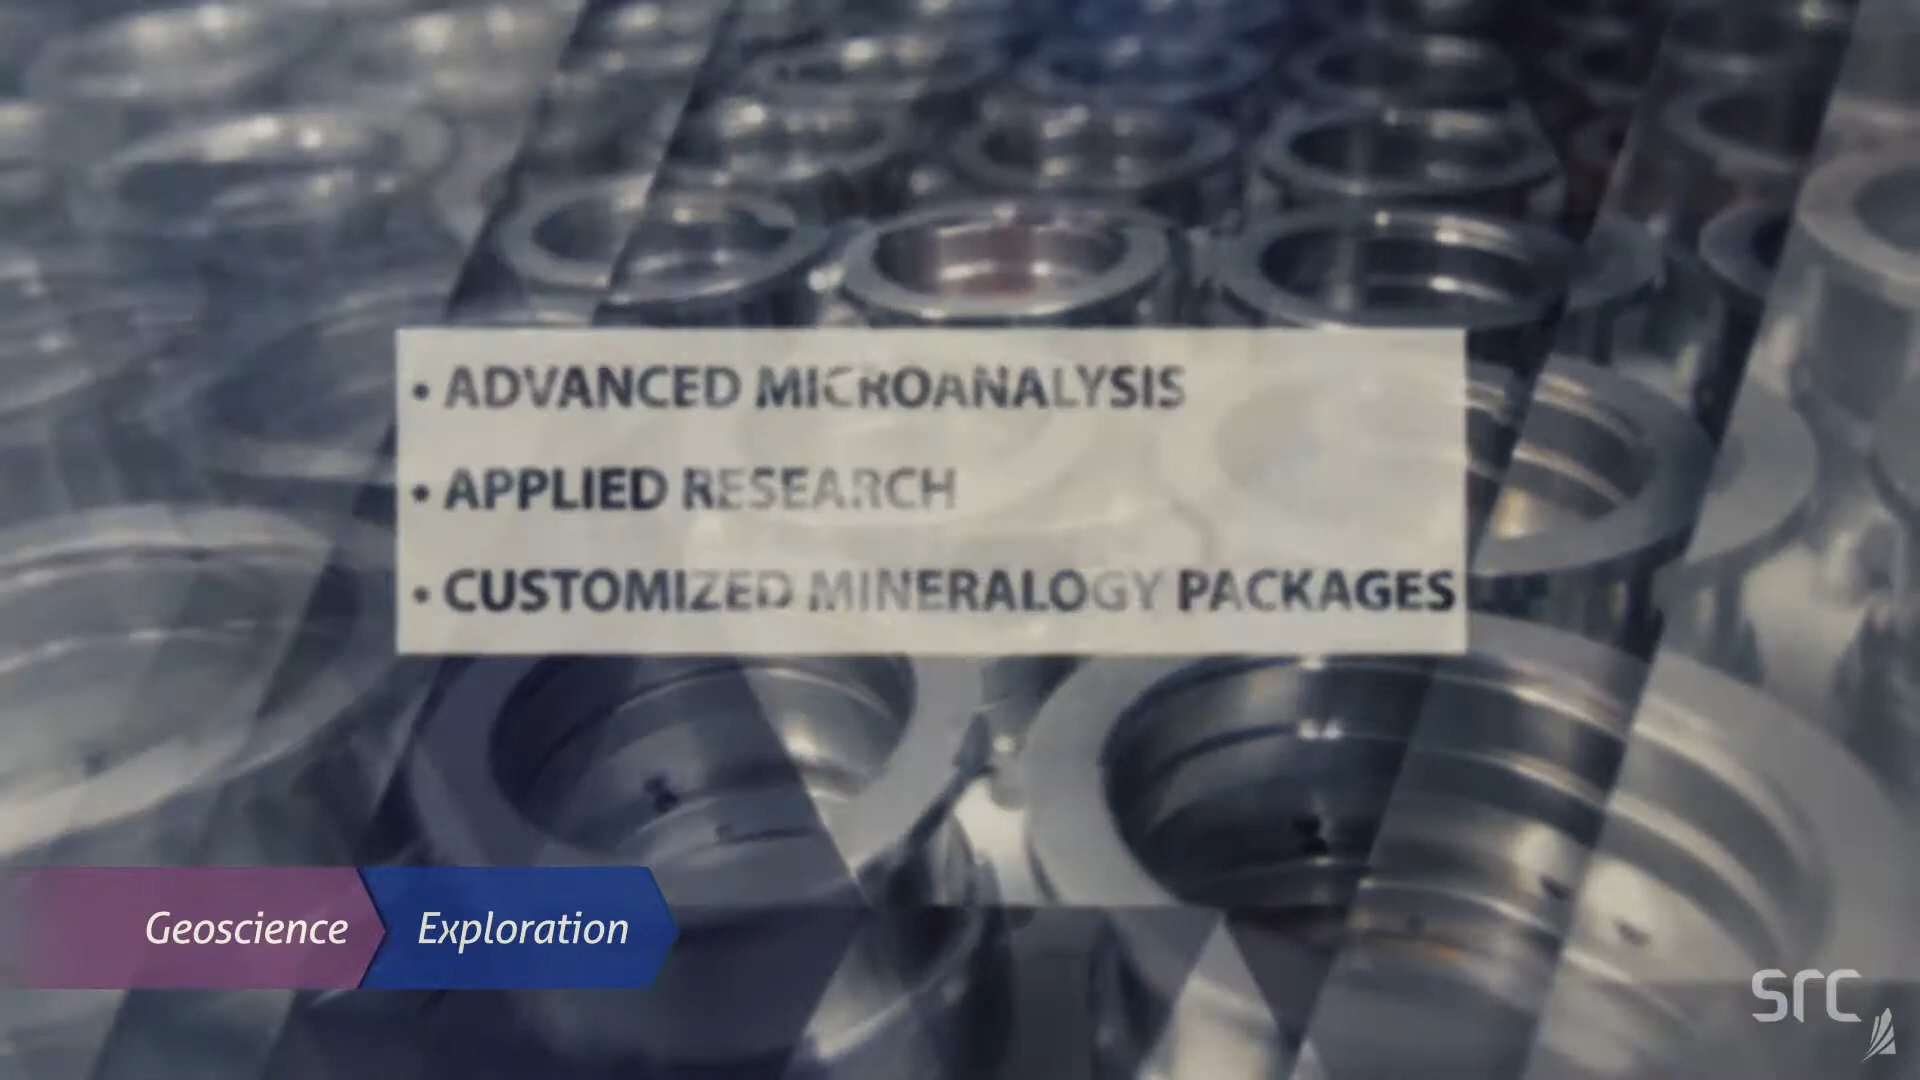 • ADVANCED MICROANALYSIS
• APPLIED RESEARCH
• CUSTOMIZED MINERALOGY PACKAGES
Geoscience
Exploration
src